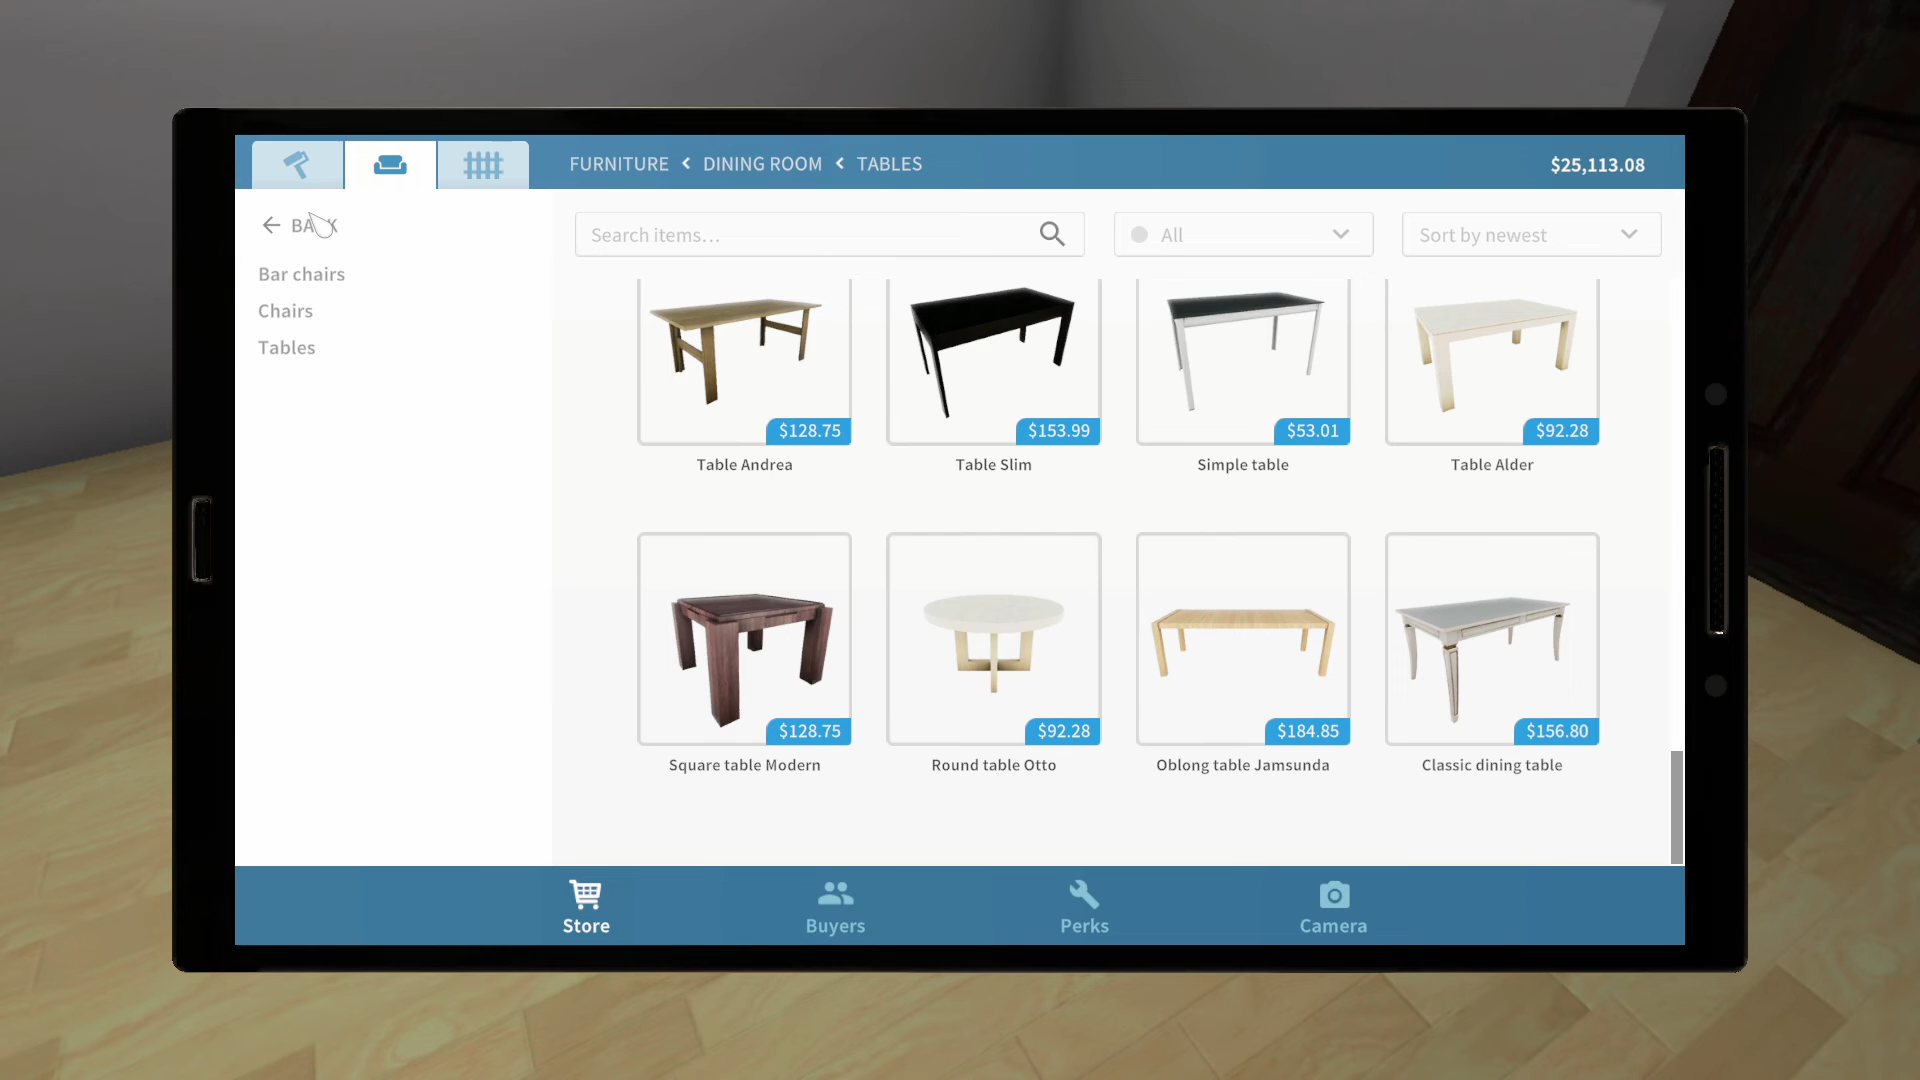 FURNITURE < DINING ROOM < TABLES
$25,113.08
BACK
Search items...
All
Sort by newest
Bar chairs
Chairs
Tables
$128.75
$153.99
$53.01
$92.28
Table Andrea
Table Slim
Simple table
Table Alder
$128.75
$92.28
$184.85
$156.80
Square table Modern
Round table Otto
Oblong table Jamsunda
Classic dining table
Store
Buyers
Perks
Camera